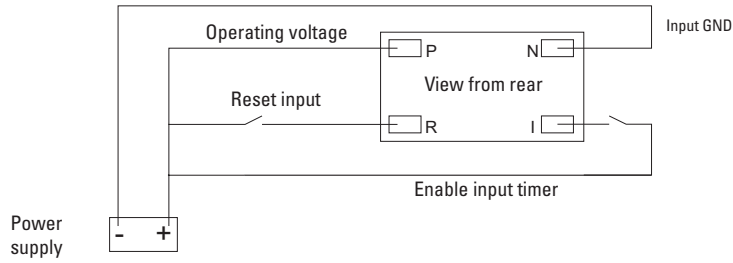 Input GND
Operating voltage
P
N
View from rear
Reset input
R
I
Enable input timer
Power
supply
-
+